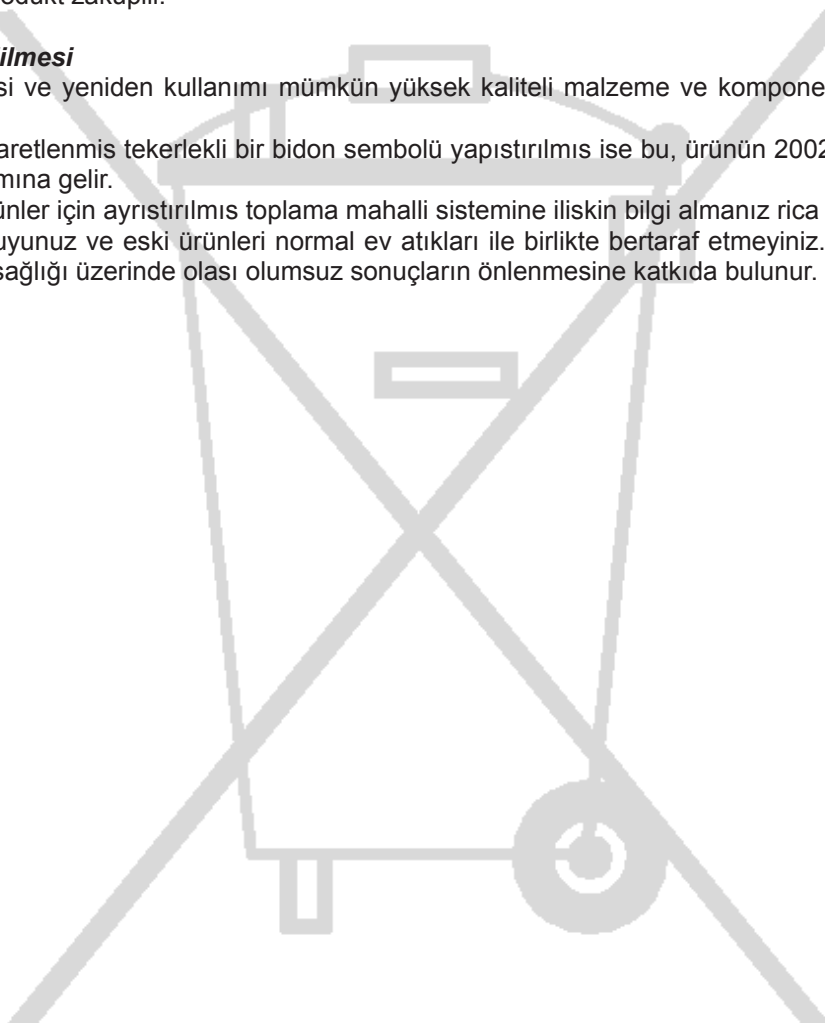 odukt zakupili.
ilmesi
si ve yeniden kullanımı mümkün yüksek kaliteli malzeme ve kompone
aretlenmis tekerlekli bir bidon sembolü yapıstırılmıs ise bu, ürünün 2002
mına gelir.
ünler için ayrıstırılmıs toplama mahalli sistemine iliskin bilgi almanız rica
uyunuz ve eski ürünleri normal ev atıkları ile birlikte bertaraf etmeyiniz.
sağlığı üzerinde olası olumsuz sonuçların önlenmesine katkıda bulunur.